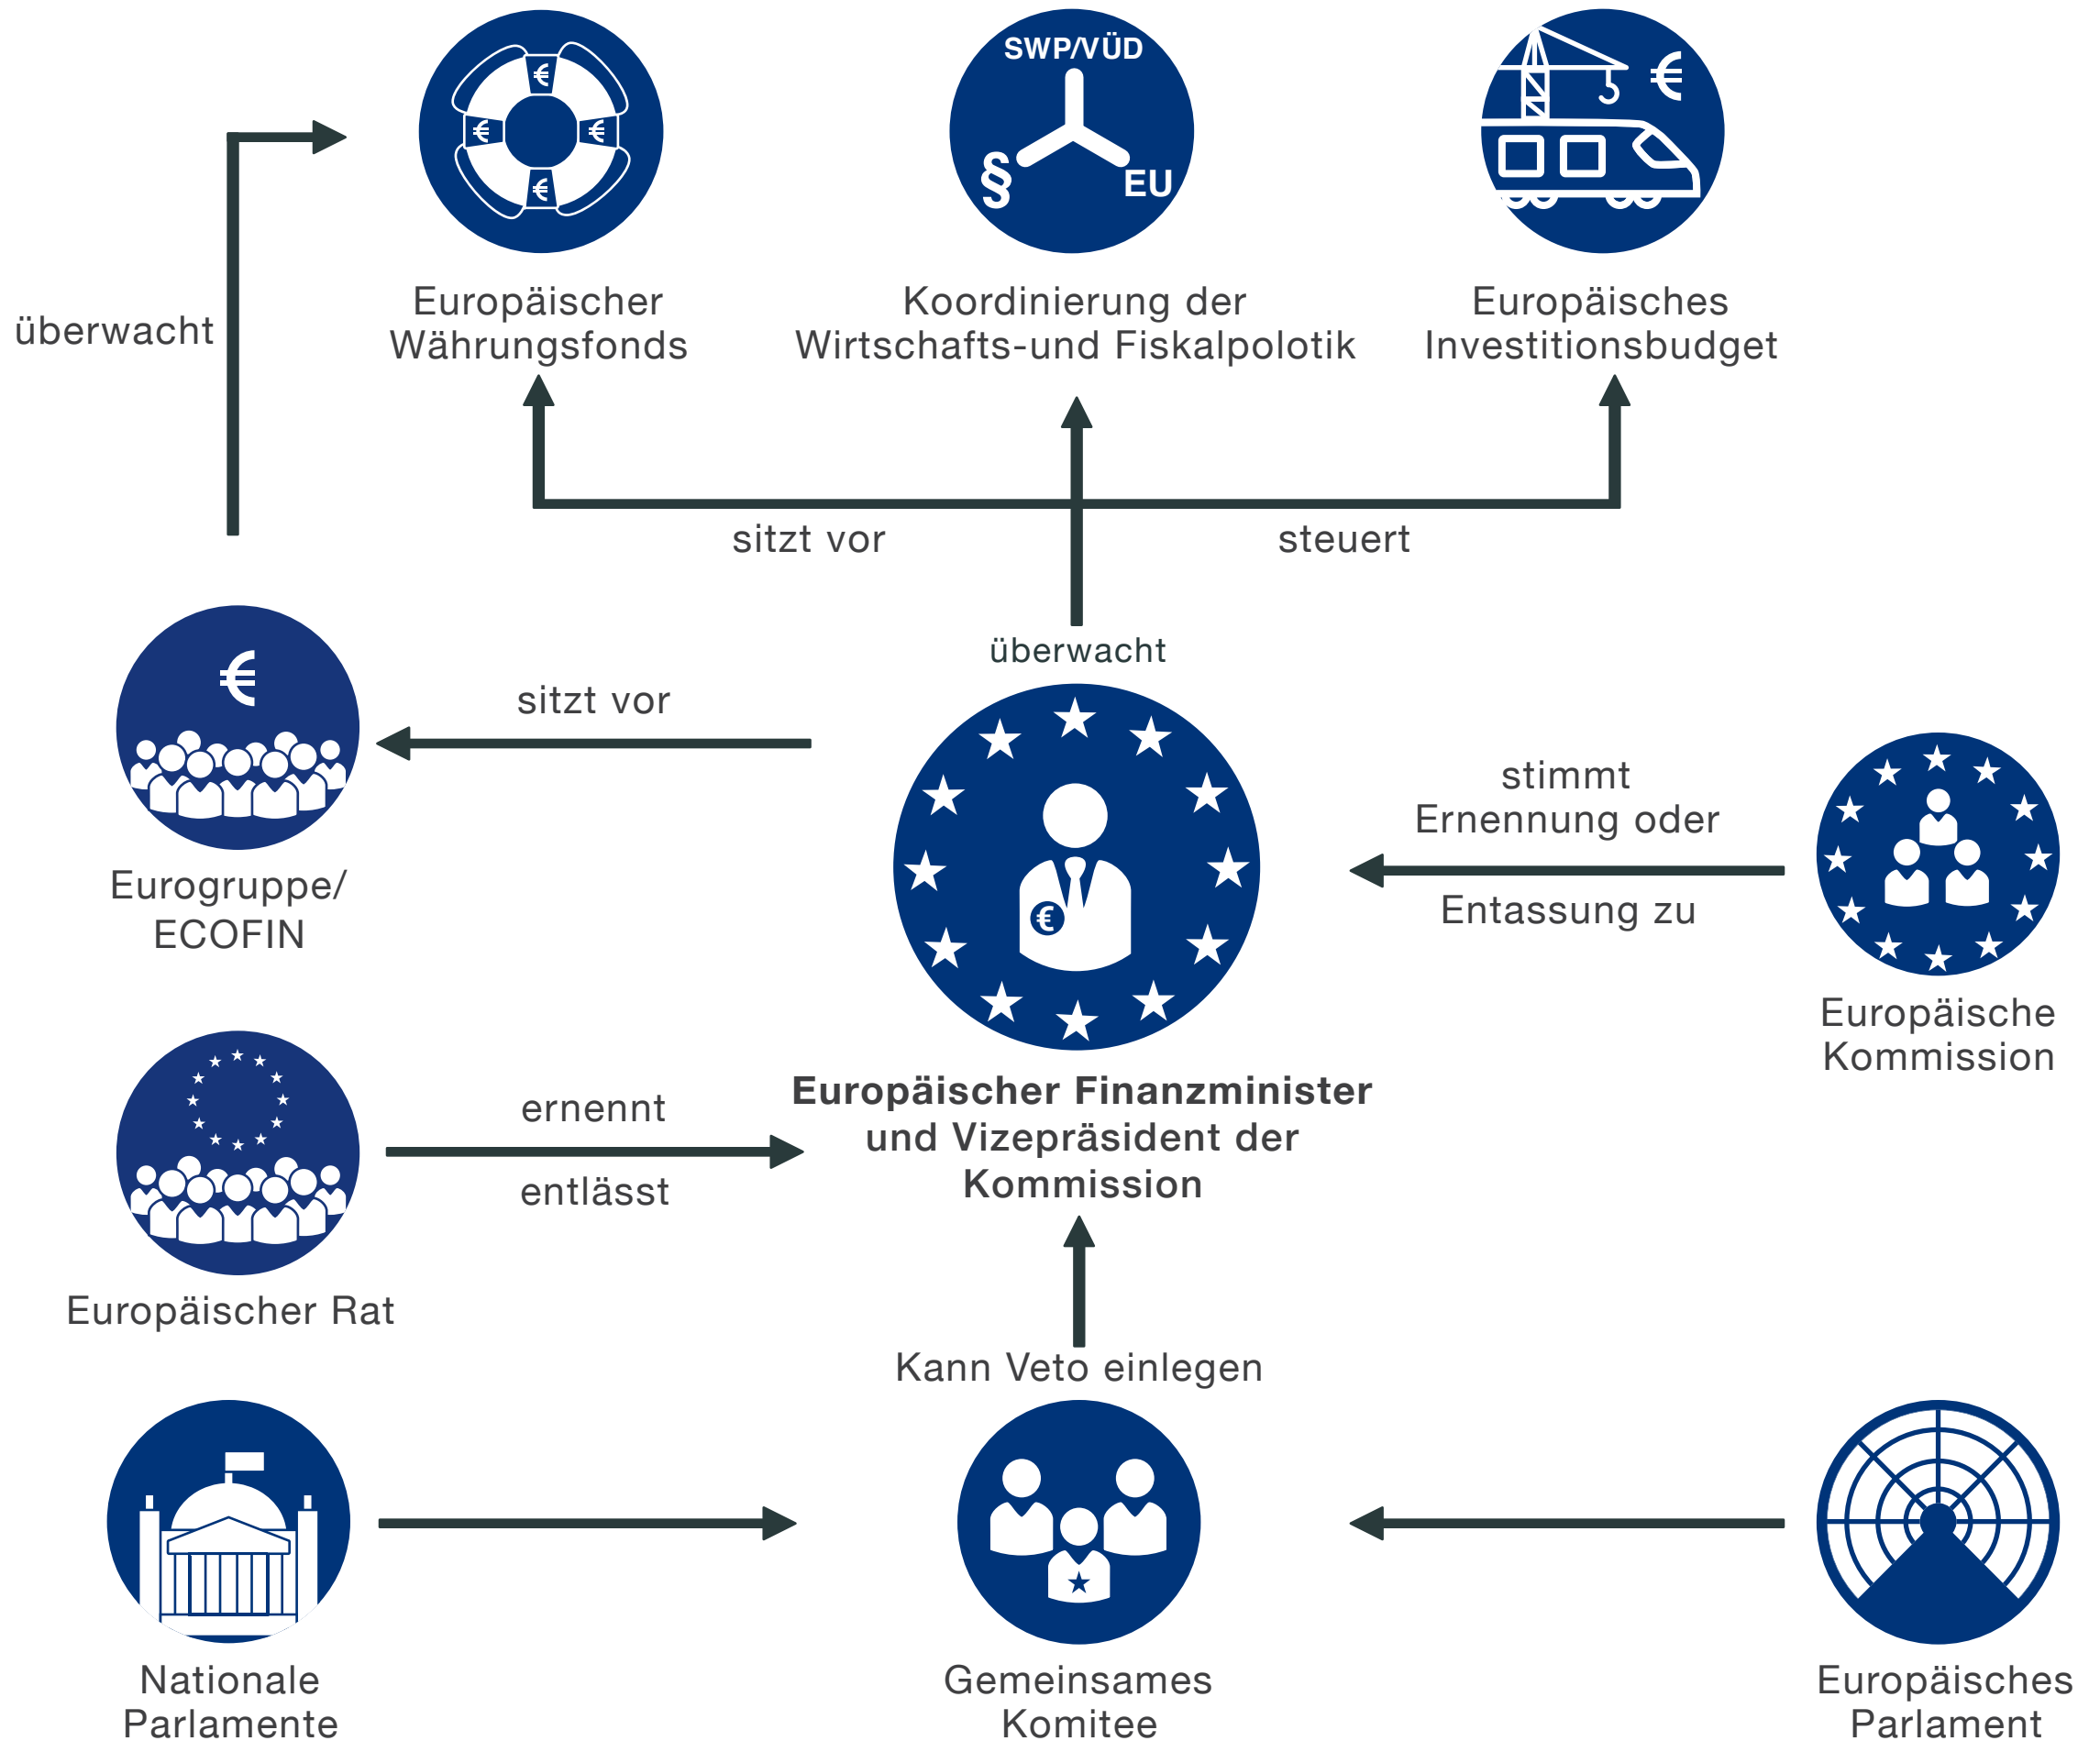 SWP/VÜD
§
EU
€
€
€
€
€
Europäischer
Währungsfonds
Koordinierung der
Wirtschafts-und Fiskalpolotik
Europäisches
Investitionsbudget
überwacht
sitzt vor
steuert
überwacht
€
Eurogruppe/
ECOFIN
sitzt vor
€
stimmt
Ernennung oder
Entassung zu
Europäische
Kommission
Europäischer Rat
ernennt
entlässt
Europäischer Finanzminister
und Vizepräsident der
Kommission
Kann Veto einlegen
Nationale
Parlamente
Gemeinsames
Komitee
Europäisches
Parlament